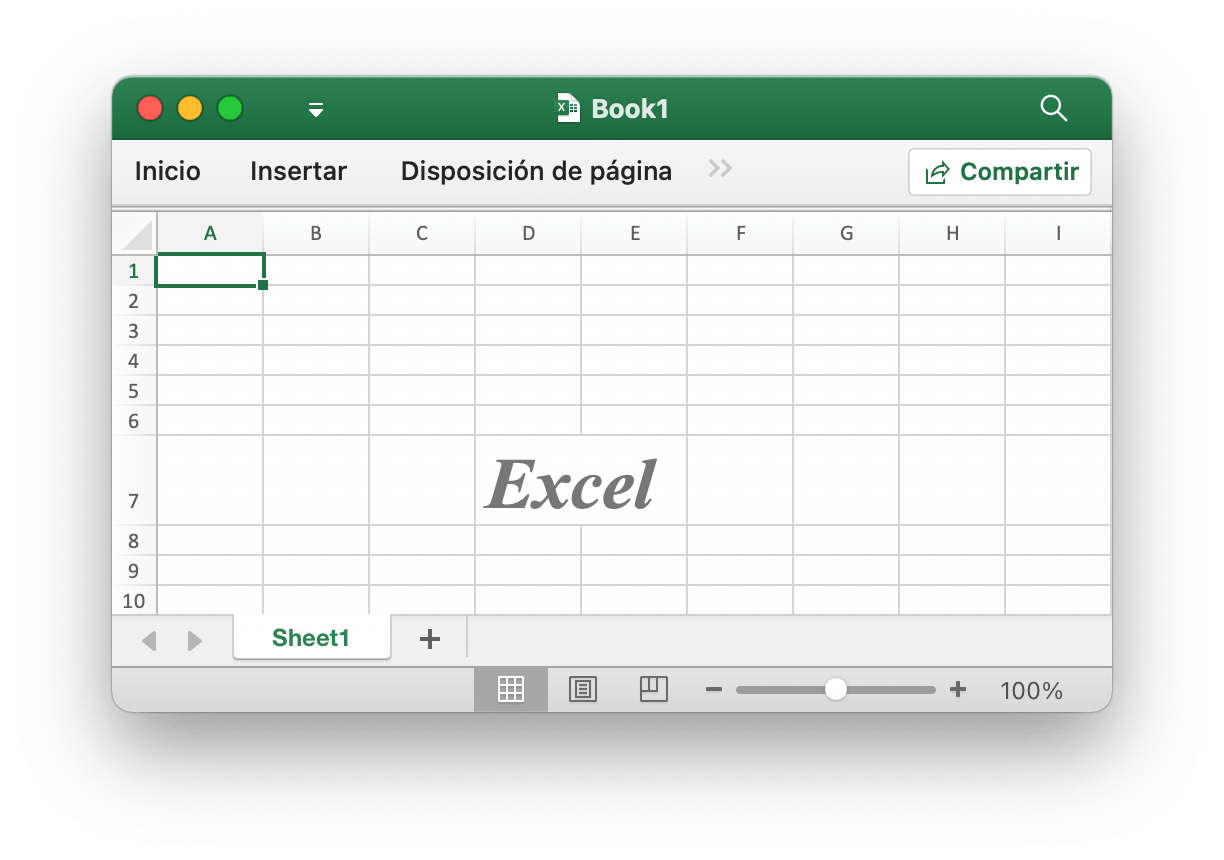 Book1
Inicio Insertar Disposición de página >> Compartir
A B C D E F G H I
1
2
3
4
5
6
7 Excel
8
9
10
Sheet1 +
− + 100%